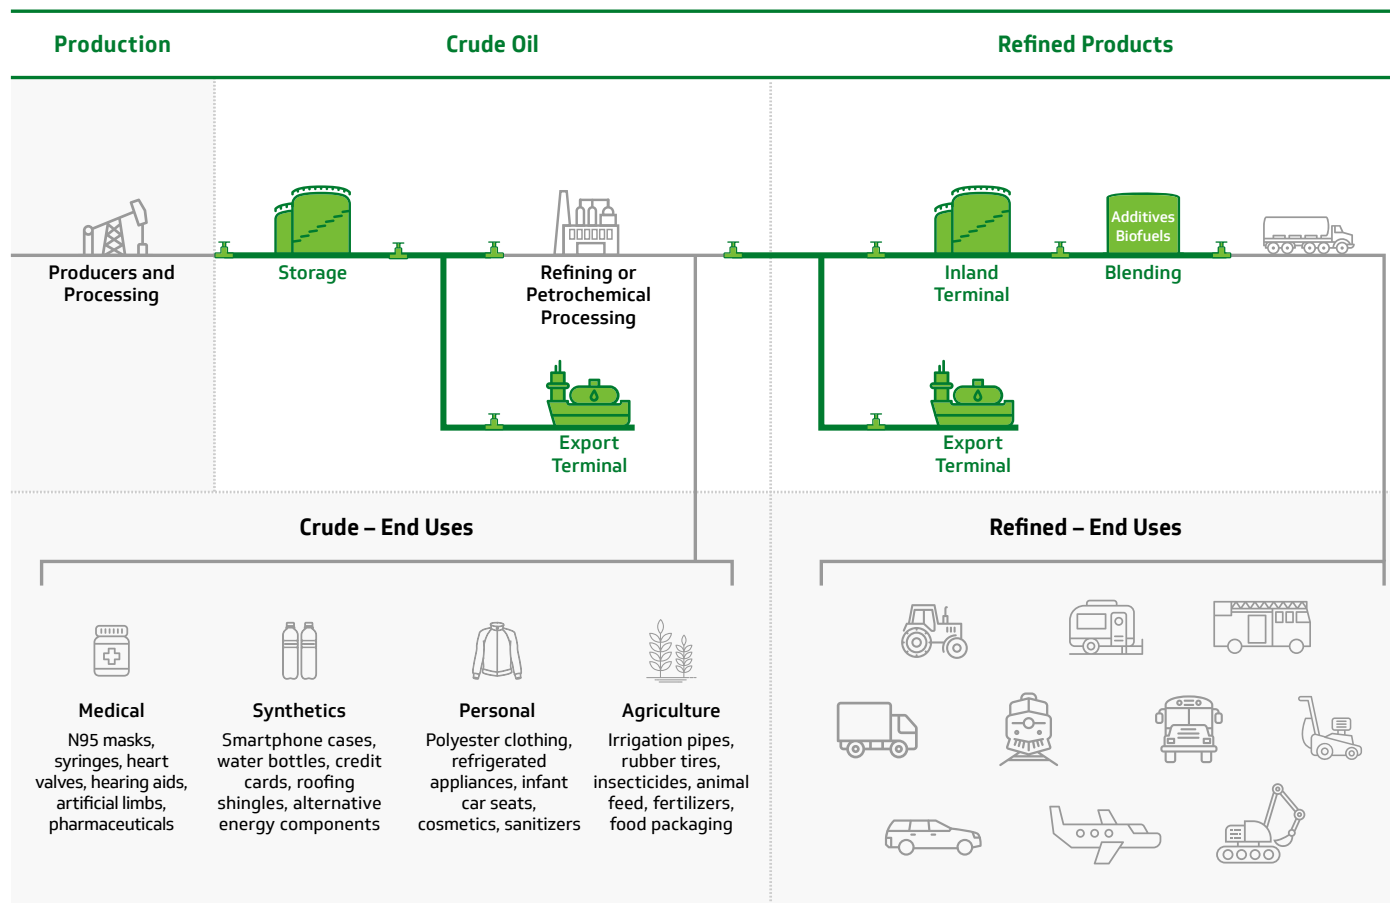 Production
Crude Oil
Refined Products
Additives
Biofuels
Producers and
Processing
Storage
Refining or
Petrochemical
Processing
Inland
Terminal
Blending
Export
Terminal
Export
Terminal
Crude – End Uses
Refined – End Uses
Medical
N95 masks,
syringes, heart
valves, hearing aids,
artificial limbs,
pharmaceuticals
Synthetics
Smartphone cases,
water bottles, credit
cards, roofing
shingles, alternative
energy components
Personal
Polyester clothing,
refrigerated
appliances, infant
car seats,
cosmetics, sanitizers
Agriculture
Irrigation pipes,
rubber tires,
insecticides, animal
feed, fertilizers,
food packaging